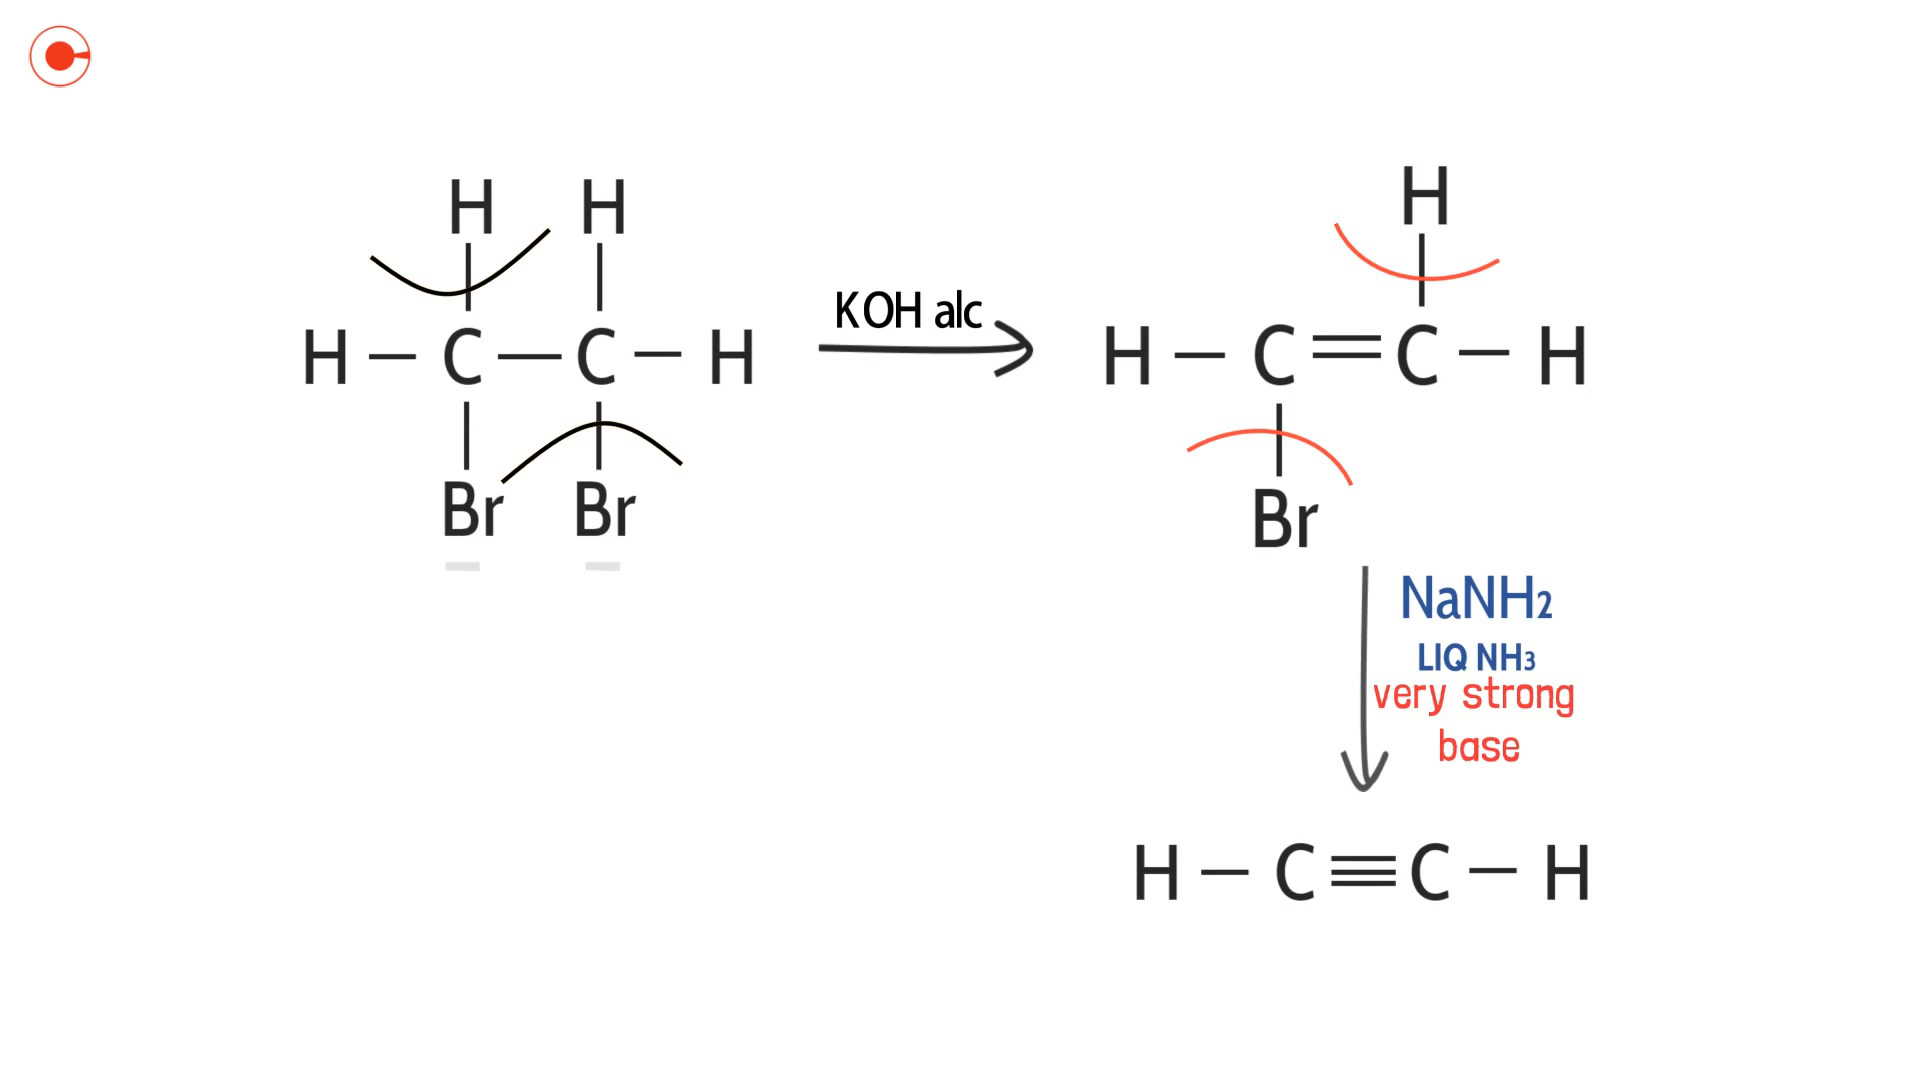 H H
H — C — C — H
Br Br
KOH alc
H
H — C = C — H
Br
NaNH₂
LIQ NH₃
very strong
base
H — C ≡ C — H